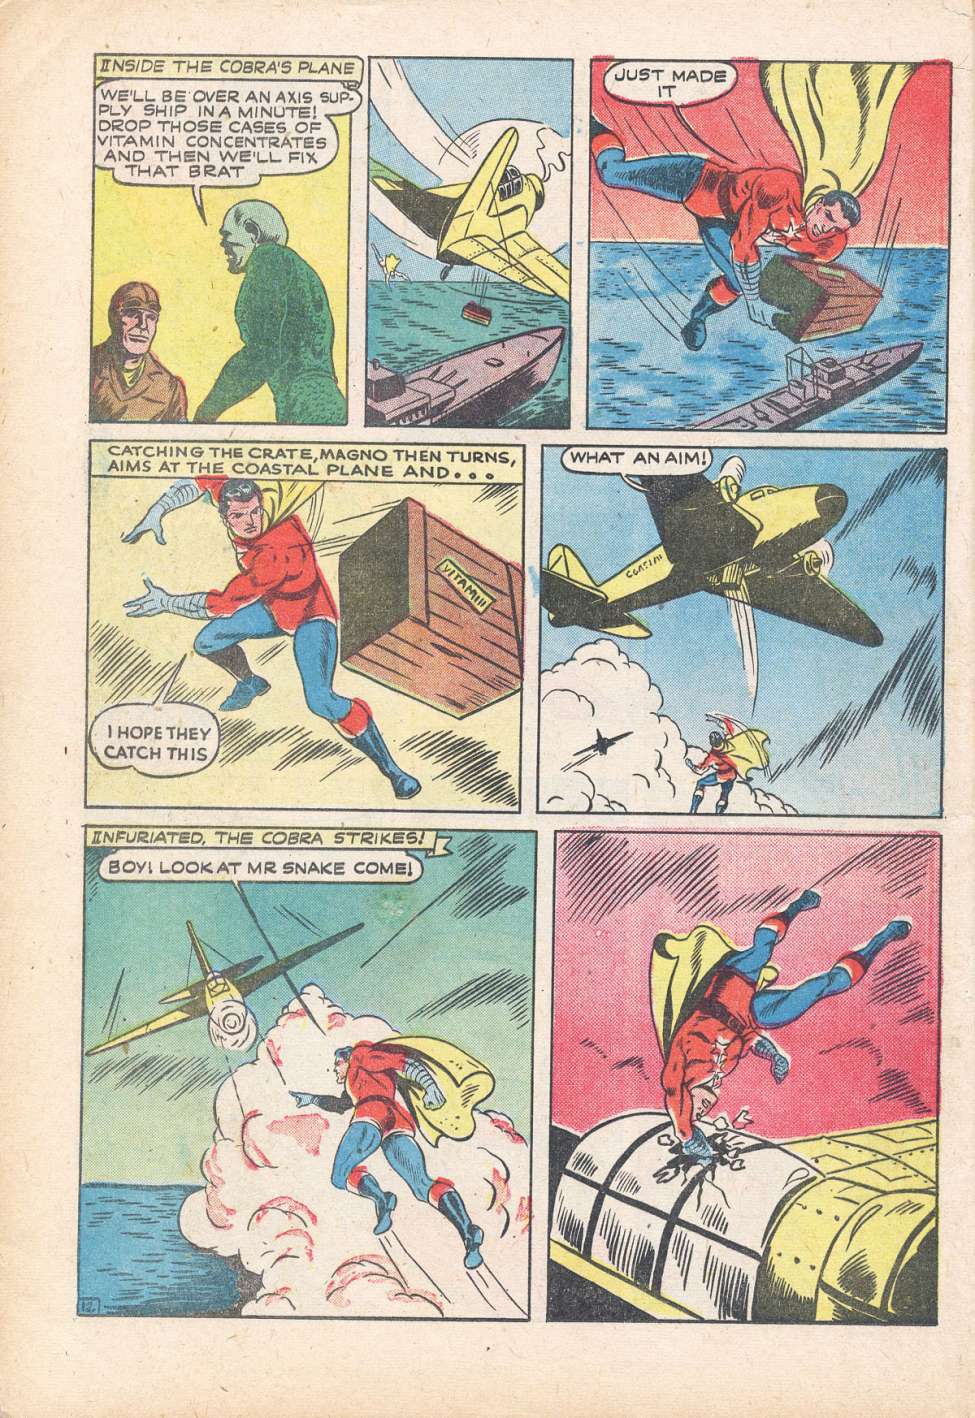 INSIDE THE COBRA'S PLANE
WE'LL BE OVER AN AXIS SUP-
PLY SHIP IN A MINUTE!
DROP THOSE CASES OF
VITAMIN CONCENTRATES
AND THEN WE'LL FIX
THAT BRAT
JUST MADE
IT
CATCHING THE CRATE, MAGNO THEN TURNS,
AIMS AT THE COASTAL PLANE AND...
VITAMIN
I HOPE THEY
CATCH THIS
WHAT AN AIM!
INFURIATED, THE COBRA STRIKES!
BOY! LOOK AT MR SNAKE COME!
12.